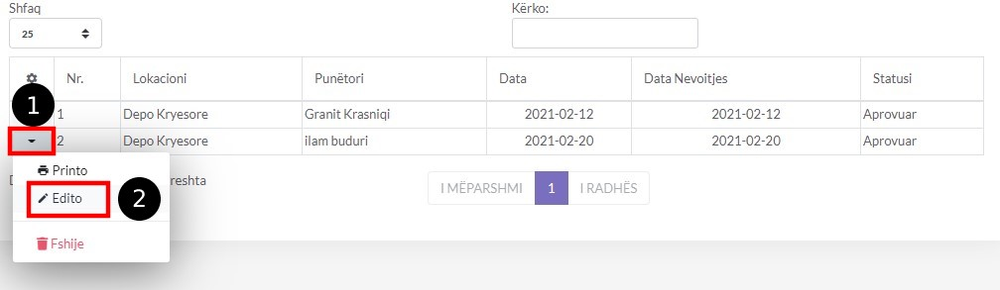 Shfaq Kërko:
25
Nr. Lokacioni Punëtori Data Data Nevoitjes Statusi
1
1 Depo Kryesore Granit Krasniqi 2021-02-12 2021-02-12 Aprovuar
2 Depo Kryesore ilam buduri 2021-02-20 2021-02-20 Aprovuar
Printo
reshta I MËPARSHMI 1 I RADHËS
Edito 2
Fshije